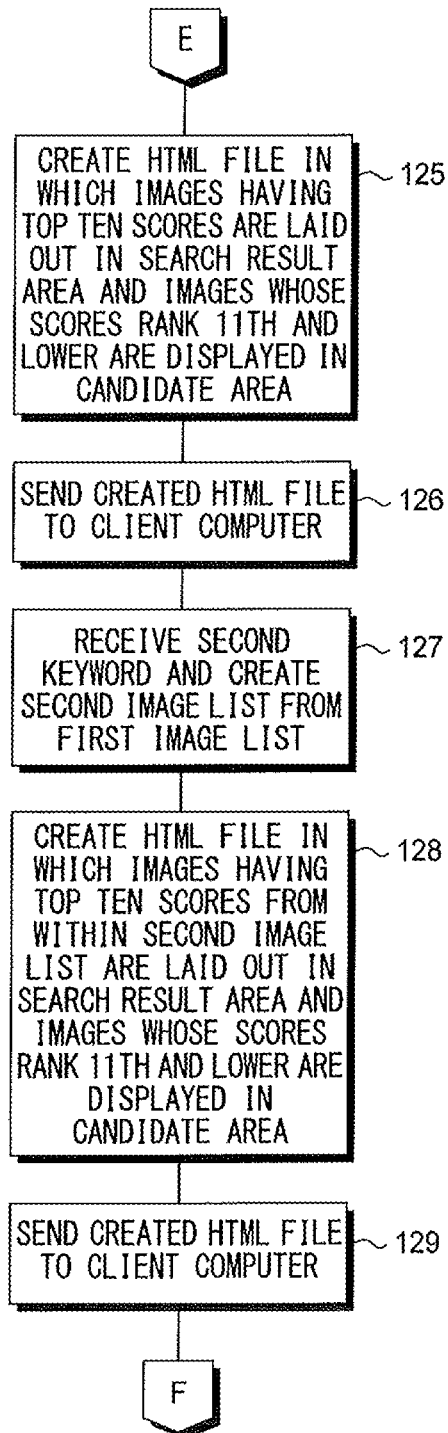 E
CREATE HTML FILE IN
WHICH IMAGES HAVING
TOP TEN SCORES ARE LAID
OUT IN SEARCH RESULT
AREA AND IMAGES WHOSE
SCORES RANK 11TH AND
LOWER ARE DISPLAYED IN
CANDIDATE AREA
125
SEND CREATED HTML FILE
TO CLIENT COMPUTER
126
RECEIVE SECOND
KEYWORD AND CREATE
SECOND IMAGE LIST FROM
FIRST IMAGE LIST
127
CREATE HTML FILE IN
WHICH IMAGES HAVING
TOP TEN SCORES FROM
WITHIN SECOND IMAGE
LIST ARE LAID OUT IN
SEARCH RESULT AREA AND
IMAGES WHOSE SCORES
RANK 11TH AND LOWER ARE
DISPLAYED IN
CANDIDATE AREA
128
SEND CREATED HTML FILE
TO CLIENT COMPUTER
129
F